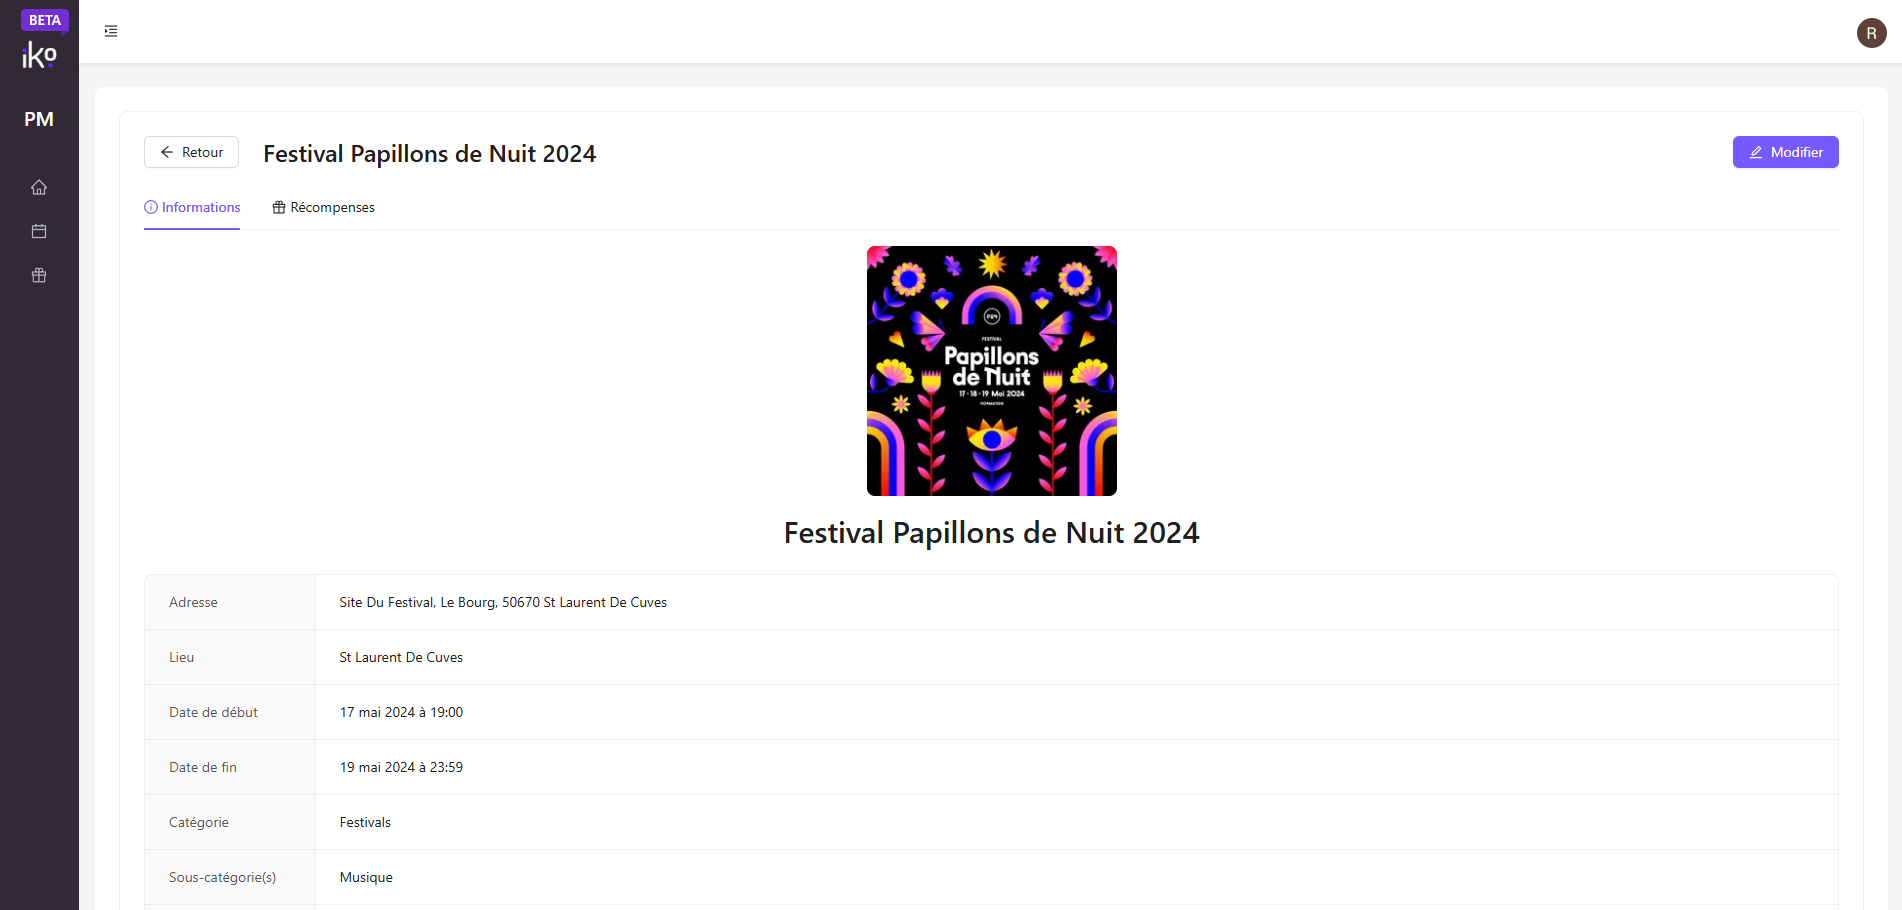 BETA
iko
PM
R
Retour
Festival Papillons de Nuit 2024
Modifier
Informations
Récompenses
P2N
FESTIVAL
Papillons
de Nuit
17 · 18 · 19 Mai 2024
NORMANDIE
Festival Papillons de Nuit 2024
Adresse
Site Du Festival, Le Bourg, 50670 St Laurent De Cuves
Lieu
St Laurent De Cuves
Date de début
17 mai 2024 à 19:00
Date de fin
19 mai 2024 à 23:59
Catégorie
Festivals
Sous-catégorie(s)
Musique